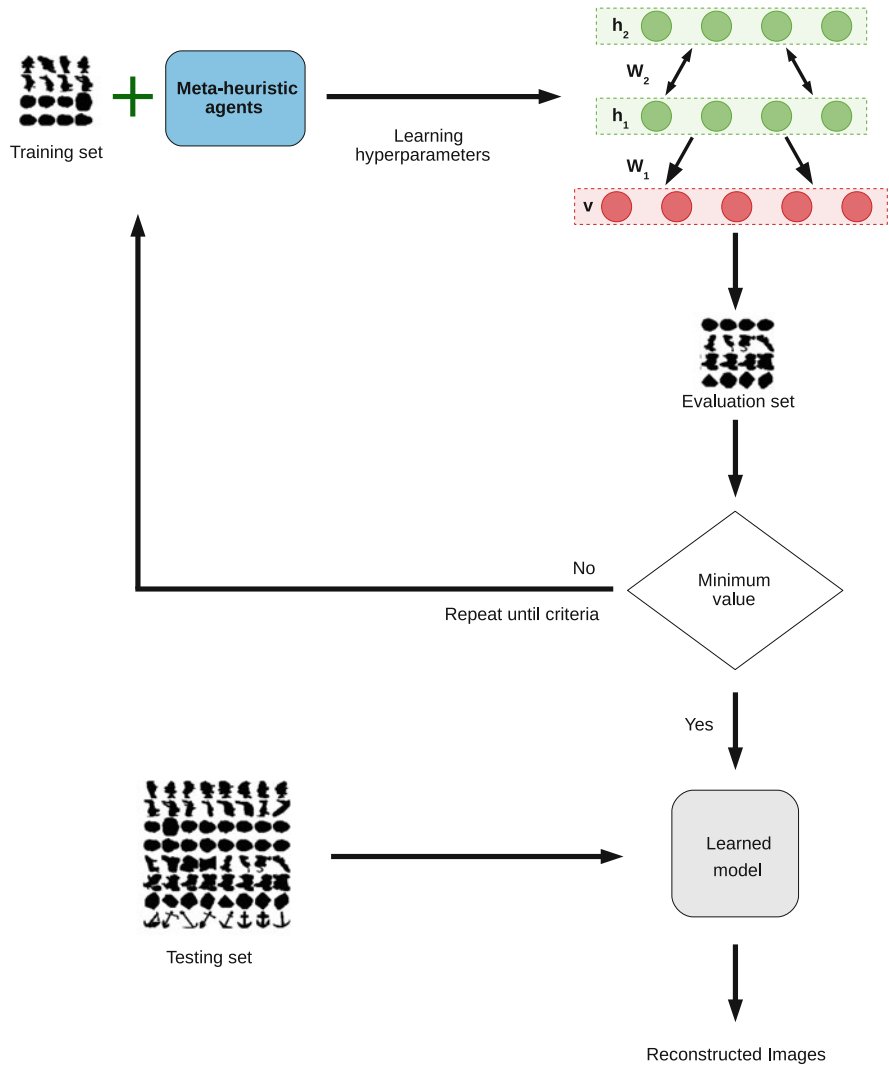 h2
W2
Meta-heuristic
agents
Training set
Learning
hyperparameters
h1
W1
v
Evaluation set
Minimum
value
No
Repeat until criteria
Yes
Learned
model
Testing set
Reconstructed Images